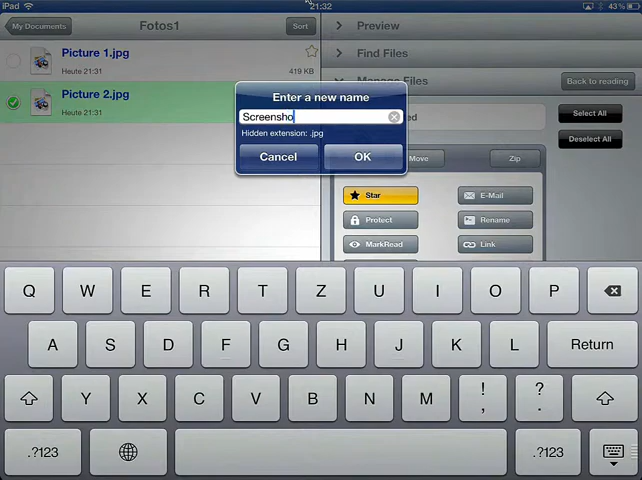 iPad 21:32 43%
My Documents Fotos1 Sort Preview
Picture 1.jpg
Heute 21:31 419 KB
Find Files
Manage Files Back to reading
Picture 2.jpg
Heute 21:31
Enter a new name
Screensho
Hidden extension: .jpg
Cancel OK
ed
Select All
Deselect All
Move Zip
Star E-Mail
Protect Rename
MarkRead Link
Q W E R T Z U I O P
A S D F G H J K L Return
Y X C V B N M ! , ? .
.?123 .?123